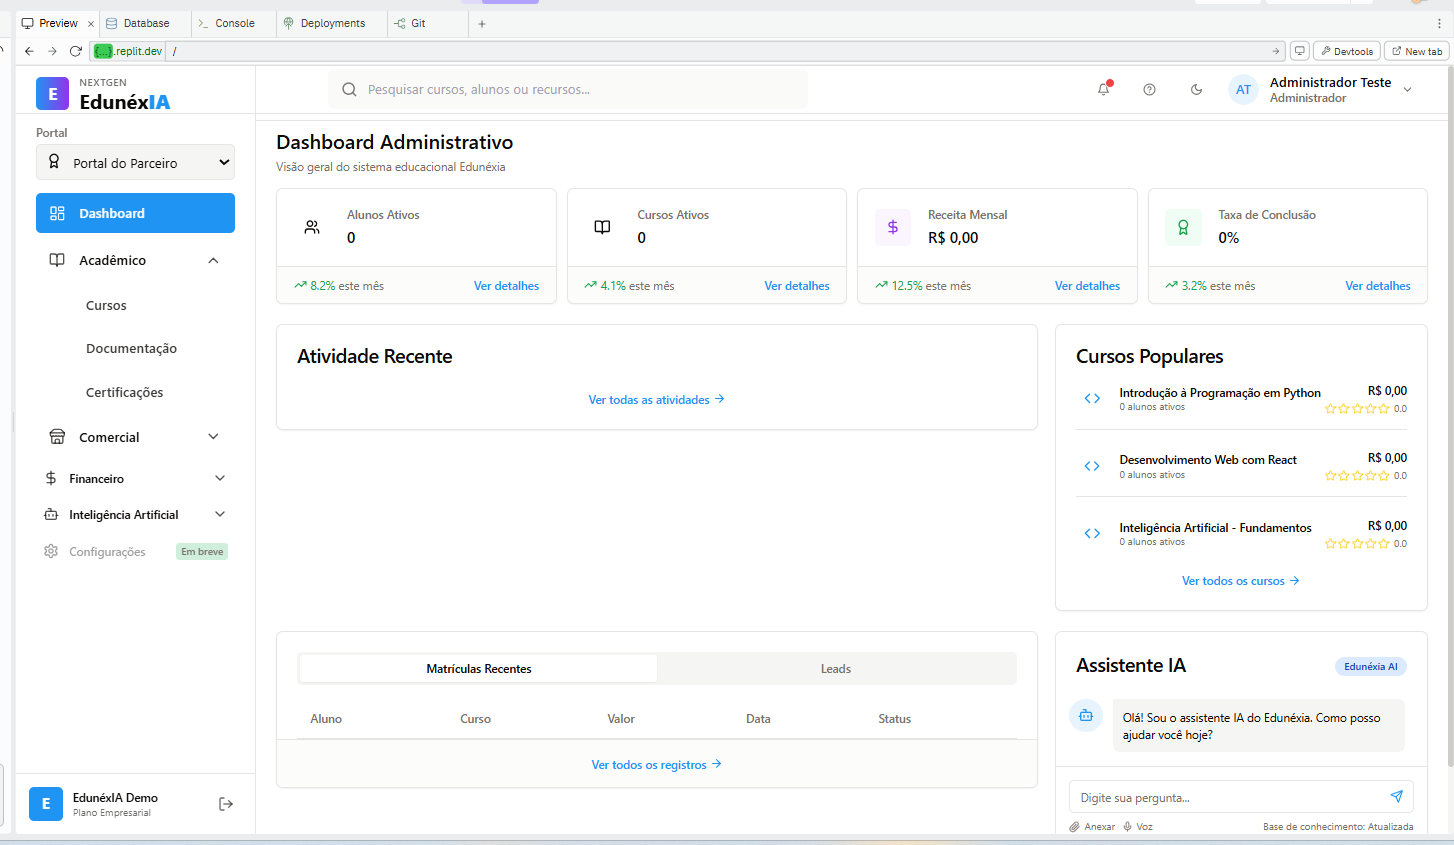 Preview
Database
Console
Deployments
Git
{...}.replit.dev /
Devtools
New tab
NEXTGEN
EdunéxIA
Pesquisar cursos, alunos ou recursos...
AT
Administrador Teste
Administrador
Portal
Portal do Parceiro
Dashboard
Acadêmico
Cursos
Documentação
Certificações
Comercial
Financeiro
Inteligência Artificial
Configurações
Em breve
E
EdunéxIA Demo
Plano Empresarial
Dashboard Administrativo
Visão geral do sistema educacional Edunéxia
Alunos Ativos
0
8.2% este mês
Ver detalhes
Cursos Ativos
0
4.1% este mês
Ver detalhes
Receita Mensal
R$ 0,00
12.5% este mês
Ver detalhes
Taxa de Conclusão
0%
3.2% este mês
Ver detalhes
Atividade Recente
Ver todas as atividades
Cursos Populares
Introdução à Programação em Python
R$ 0,00
0 alunos ativos
0.0
Desenvolvimento Web com React
R$ 0,00
0 alunos ativos
0.0
Inteligência Artificial - Fundamentos
R$ 0,00
0 alunos ativos
0.0
Ver todos os cursos
Matrículas Recentes
Leads
Aluno
Curso
Valor
Data
Status
Ver todos os registros
Assistente IA
Edunéxia AI
Olá! Sou o assistente IA do Edunéxia. Como posso
ajudar você hoje?
Digite sua pergunta...
Anexar
Voz
Base de conhecimento: Atualizada